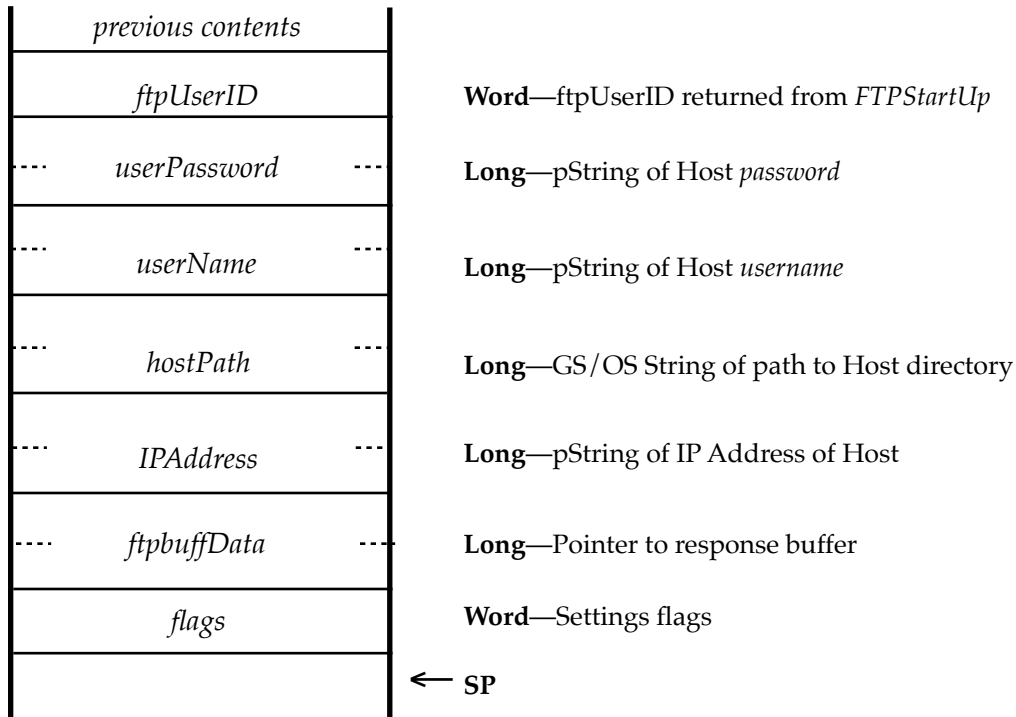 previous contents
ftpUserID Word—ftpUserID returned from FTPStartUp
userPassword Long—pString of Host password
userName Long—pString of Host username
hostPath Long—GS/OS String of path to Host directory
IPAddress Long—pString of IP Address of Host
ftpbuffData Long—Pointer to response buffer
flags Word—Settings flags
SP